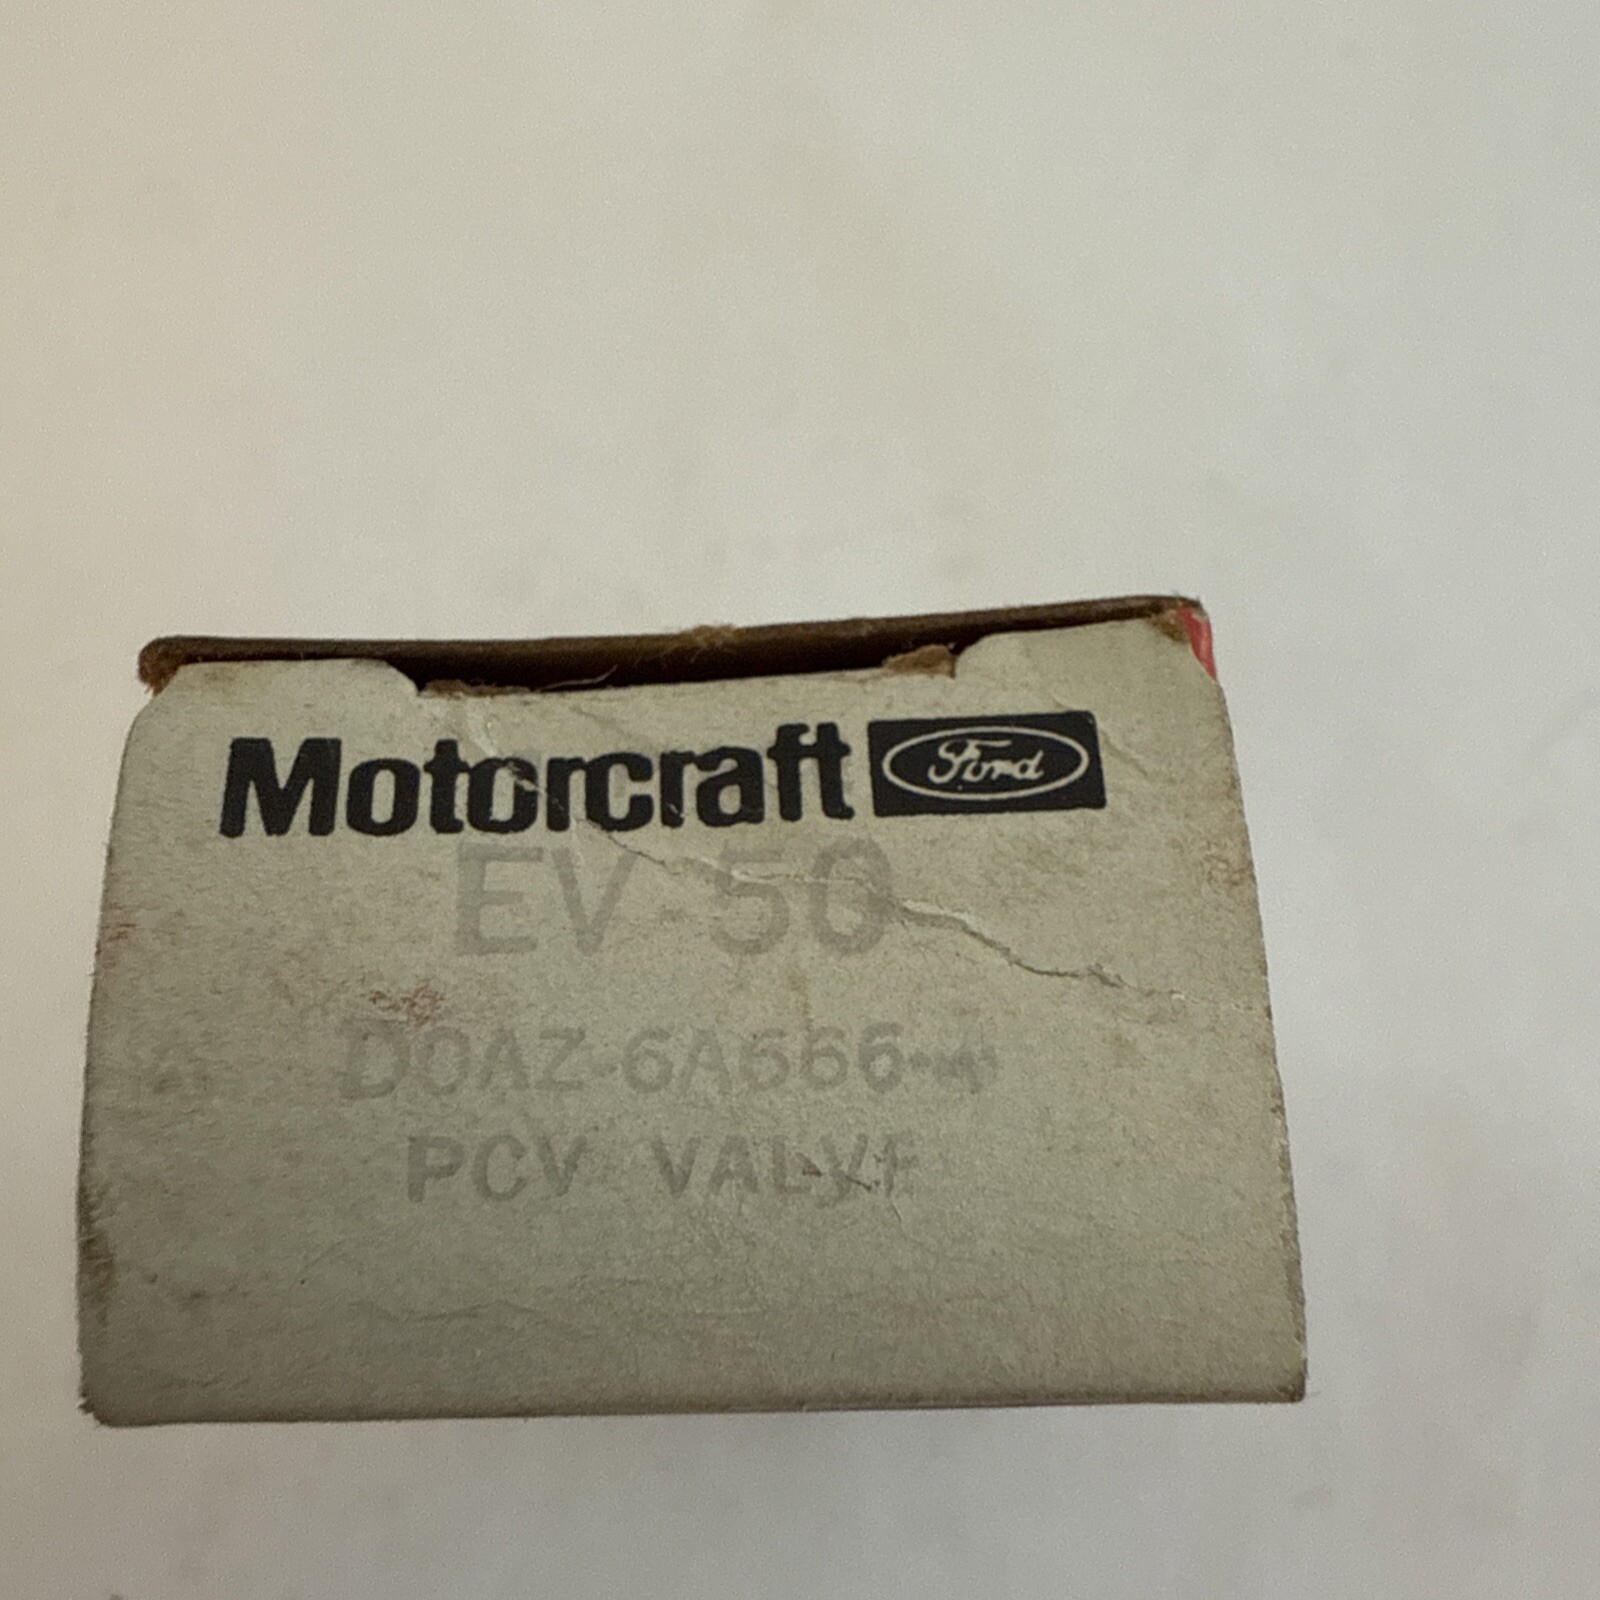 Motorcraft Ford
EV 50
D0AZ-6A666-A
PCV VALVE